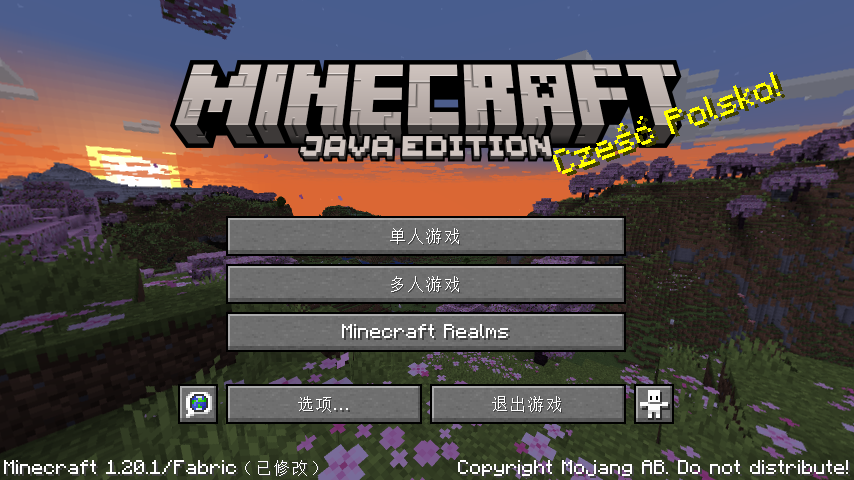 MINECRAFT
JAVA EDITION
Cześć Polsko!
单人游戏
多人游戏
Minecraft Realms
选项...
退出游戏
Minecraft 1.20.1/Fabric（已修改）
Copyright Mojang AB. Do not distribute!